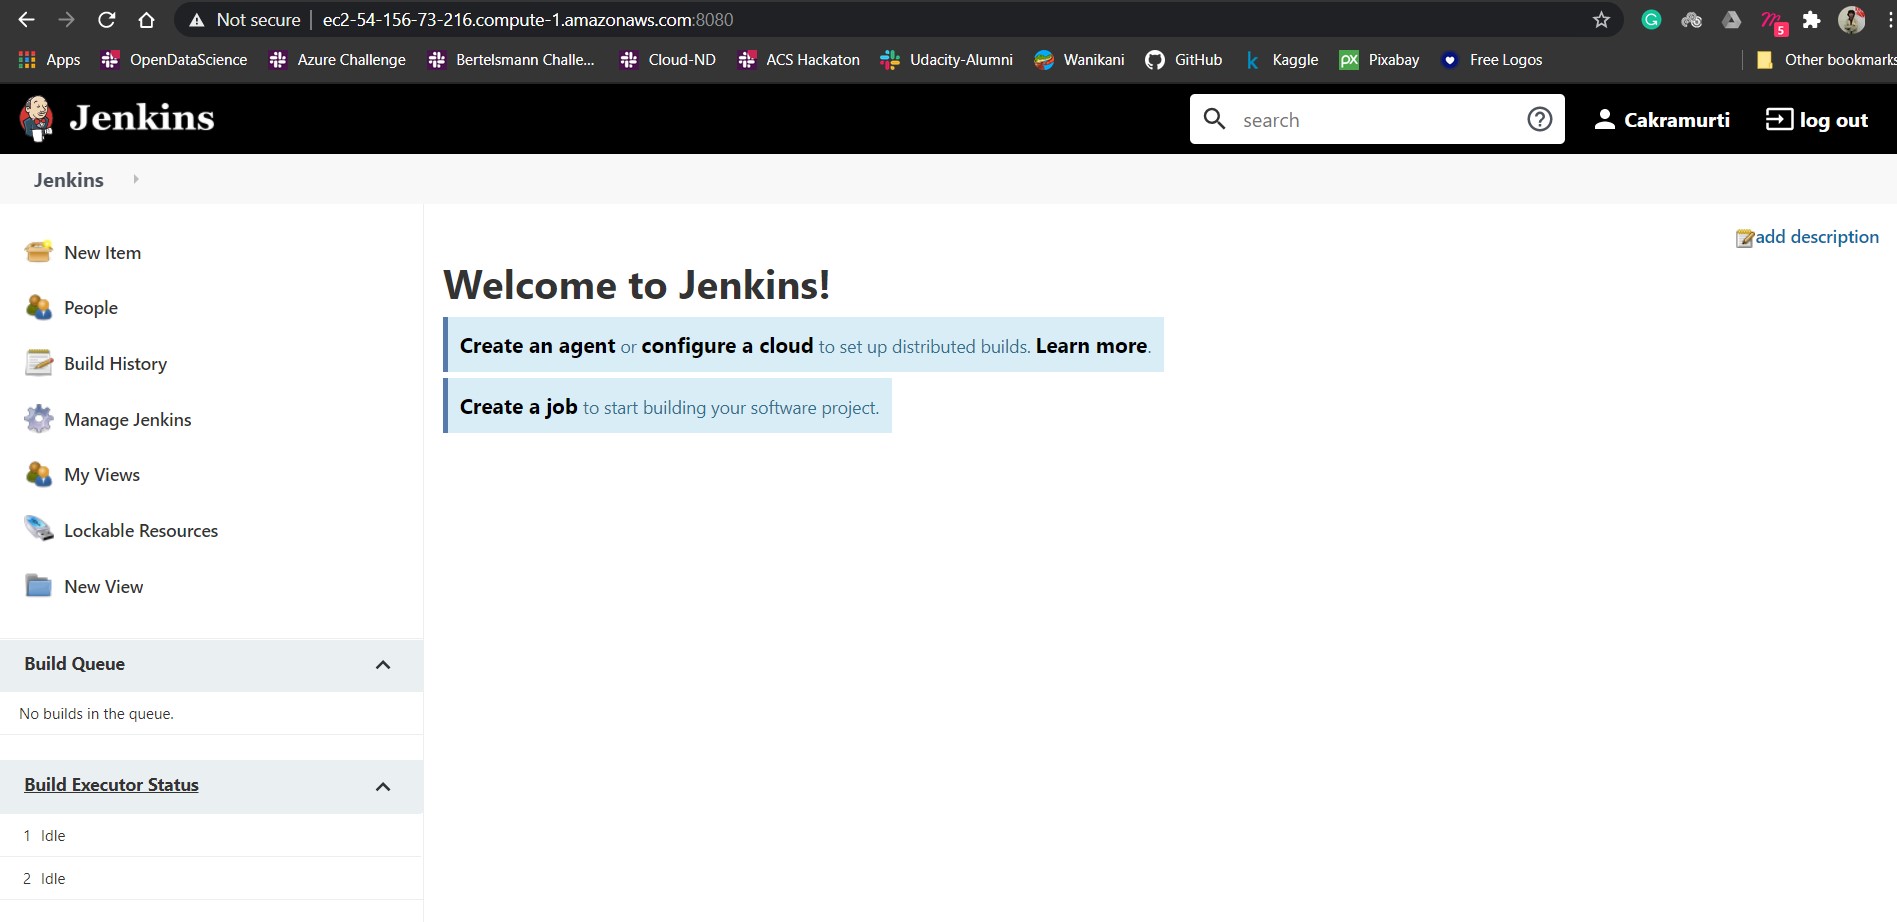 Not secure | ec2-54-156-73-216.compute-1.amazonaws.com:8080
5
Apps OpenDataScience Azure Challenge Bertelsmann Challe... Cloud-ND ACS Hackaton Udacity-Alumni Wanikani GitHub k Kaggle PX Pixabay Free Logos Other bookmarks
Jenkins search Cakramurti log out
Jenkins
add description
New Item
People
Build History
Manage Jenkins
My Views
Lockable Resources
New View
Build Queue
No builds in the queue.
Build Executor Status
1 Idle
2 Idle
Welcome to Jenkins!
Create an agent or configure a cloud to set up distributed builds. Learn more.
Create a job to start building your software project.